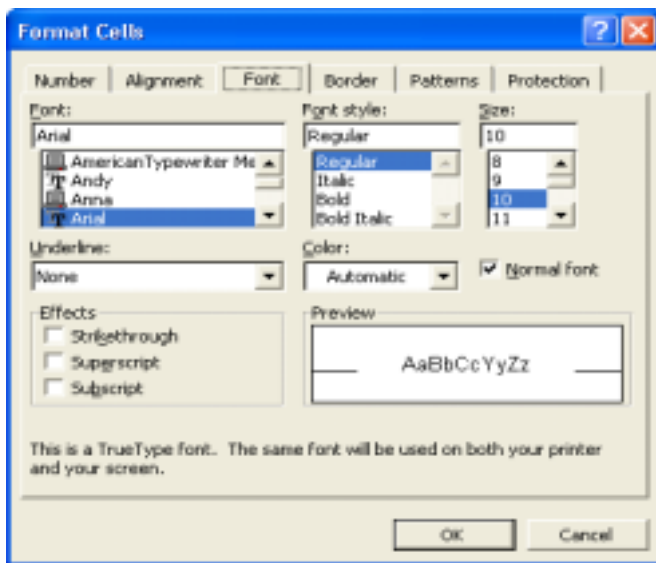 Format Cells
Number Alignment Font Border Patterns Protection
Font: Font style: Size:
Arial Regular 10
AmericanTypewriter Me Regular 8
Andy Italic 9
Anna Bold 10
Arial Bold Italic 11
Underline: Color:
None Automatic Normal font
Effects Preview
Strikethrough
Superscript AaBbCcYyZz
Subscript
This is a TrueType font. The same font will be used on both your printer
and your screen.
OK Cancel